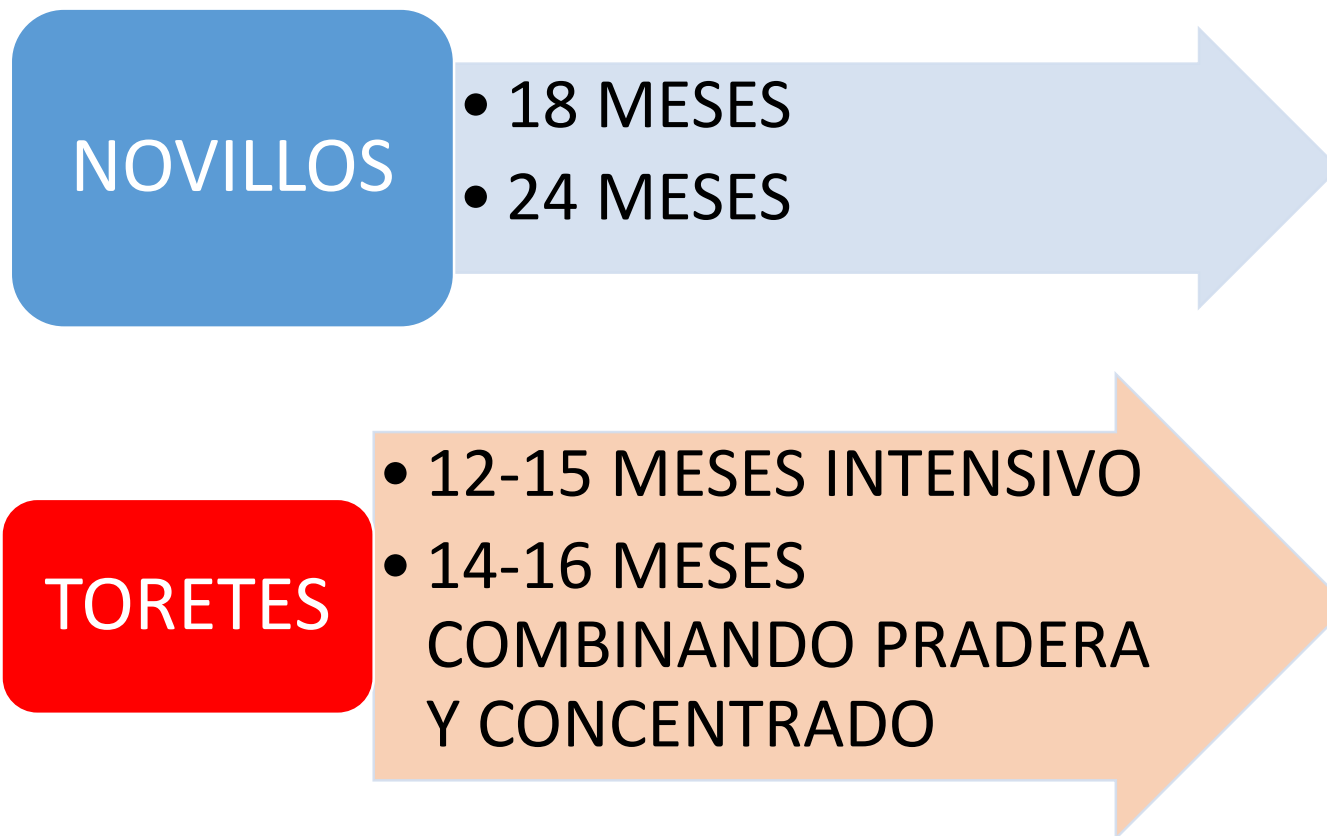 NOVILLOS
• 18 MESES
• 24 MESES
TORETES
• 12-15 MESES INTENSIVO
• 14-16 MESES
COMBINANDO PRADERA
Y CONCENTRADO